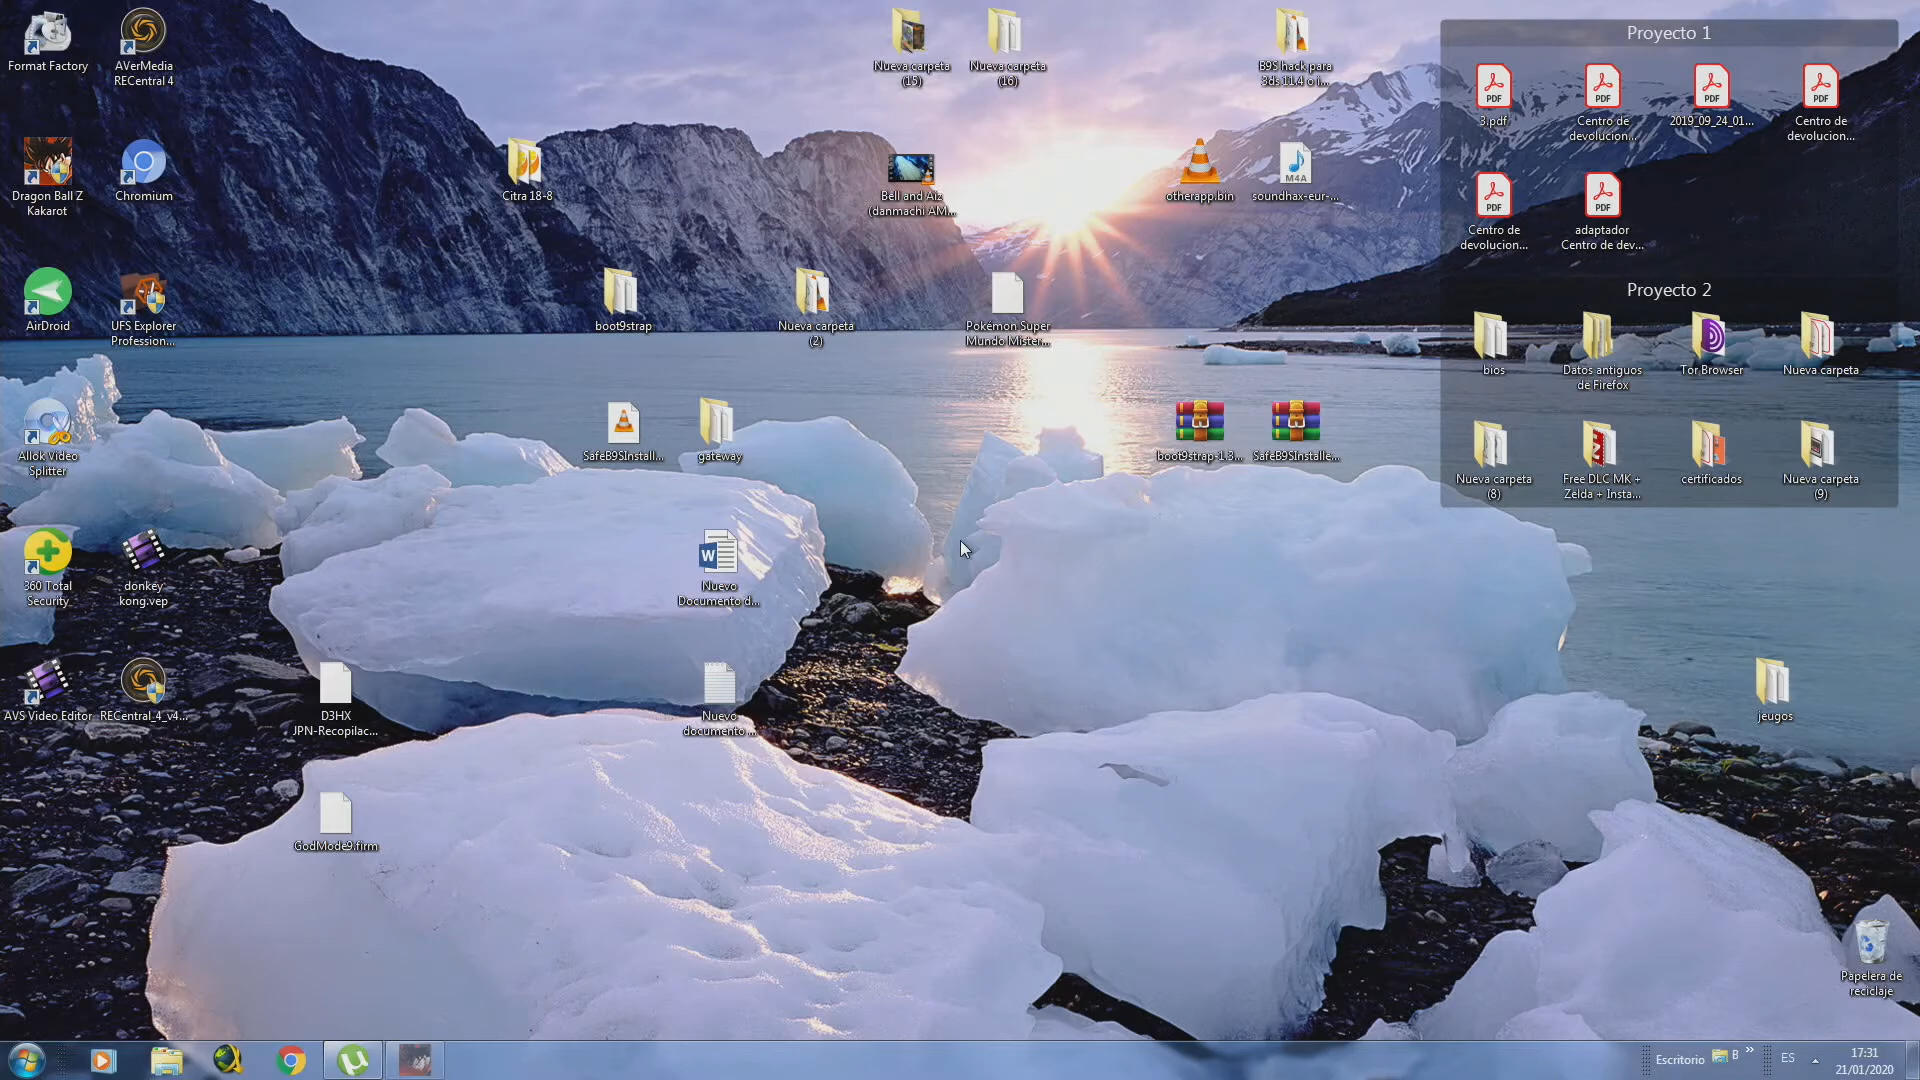 Format Factory
AVerMedia
RECentral 4
Nueva carpeta
(15)
Nueva carpeta
(16)
B9S hack para
3ds 11.4 o i...
Proyecto 1
PDF
3.pdf
PDF
Centro de
devolucion...
PDF
2019_09_24_01...
PDF
Centro de
devolucion...
Dragon Ball Z
Kakarot
Chromium
Citra 18-8
Bell and Aiz
(danmachi AM...
otherapp.bin
M4A
soundhax-eur-...
PDF
Centro de
devolucion...
PDF
adaptador
Centro de dev...
AirDroid
UFS Explorer
Profession...
boot9strap
Nueva carpeta
(2)
Pokémon Super
Mundo Mister...
Proyecto 2
bios
Datos antiguos
de Firefox
Tor Browser
Nueva carpeta
Allok Video
Splitter
SafeB9SInstall...
gateway
boot9strap-1.3...
SafeB9SInstalle...
Nueva carpeta
(8)
Free DLC MK +
Zelda + Insta...
certificados
Nueva carpeta
(9)
360 Total
Security
donkey
kong.vep
W
Nuevo
Documento d...
AVS Video Editor
RECentral_4_v4...
D3HX
JPN-Recopilac...
Nuevo
documento ...
jeugos
GodMode9.firm
Papelera de
reciclaje
Escritorio
B
»
ES
17:31
21/01/2020